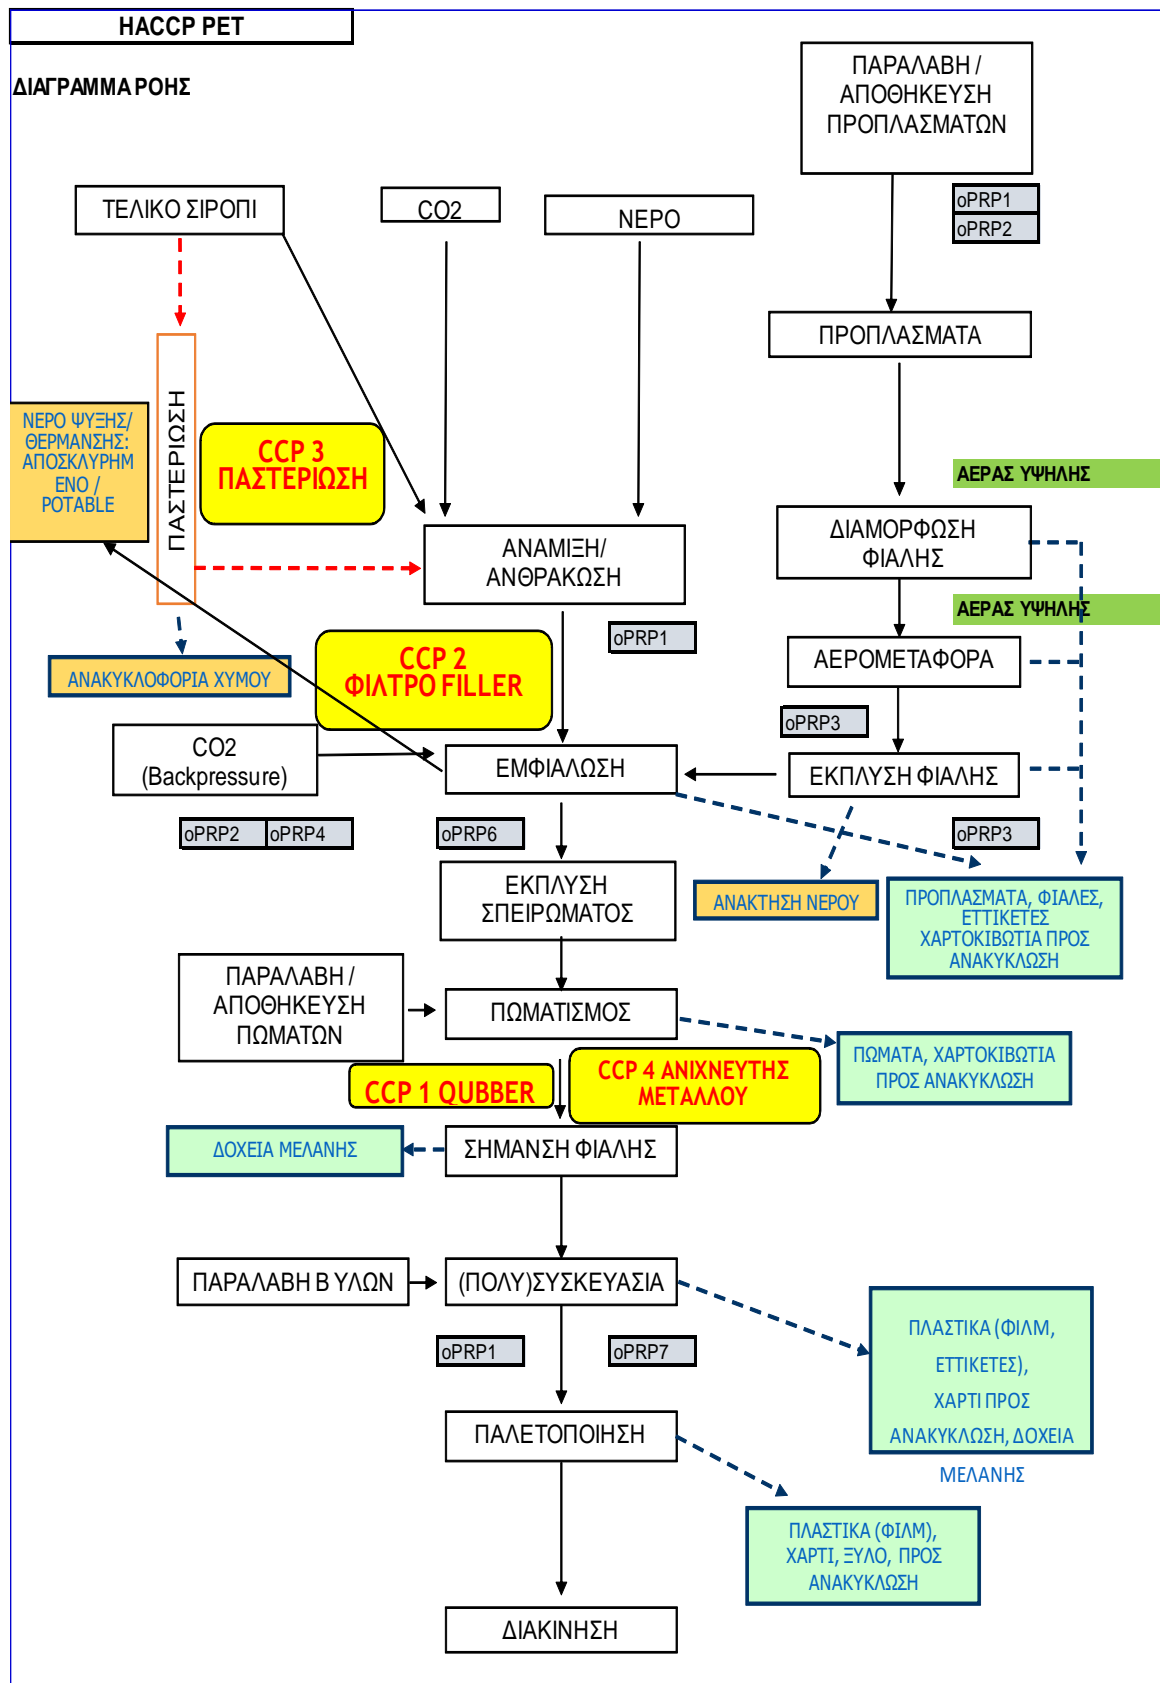 HACCP PET
ΔΙΑΓΡΑΜΜΑ ΡΟΗΣ
ΠΑΡΑΛΑΒΗ /
ΑΠΟΘΗΚΕΥΣΗ
ΠΡΟΠΛΑΣΜΑΤΩΝ
ΤΕΛΙΚΟ ΣΙΡΟΠΙ
CO2
ΝΕΡΟ
oPRP1
oPRP2
ΠΡΟΠΛΑΣΜΑΤΑ
ΠΑΣΤΕΡΙΩΣΗ
ΝΕΡΟ ΨΥΞΗΣ/
ΘΕΡΜΑΝΣΗΣ:
ΑΠΟΣΚΛΥΡΗΜ
ΕΝΟ /
POTABLE
CCP 3
ΠΑΣΤΕΡΙΩΣΗ
ΑΕΡΑΣ ΥΨΗΛΗΣ
ΑΝΑΜΙΞΗ/
ΑΝΘΡΑΚΩΣΗ
ΔΙΑΜΟΡΦΩΣΗ
ΦΙΑΛΗΣ
ΑΕΡΑΣ ΥΨΗΛΗΣ
oPRP1
CCP 2
ΦΙΛΤΡΟ FILLER
ΑΕΡΟΜΕΤΑΦΟΡΑ
ΑΝΑΚΥΚΛΟΦΟΡΙΑ ΧΥΜΟΥ
oPRP3
CO2
(Backpressure)
ΕΜΦΙΑΛΩΣΗ
ΕΚΠΛΥΣΗ ΦΙΑΛΗΣ
oPRP2
oPRP4
oPRP6
oPRP3
ΕΚΠΛΥΣΗ
ΣΠΕΙΡΩΜΑΤΟΣ
ΑΝΑΚΤΗΣΗ ΝΕΡΟΥ
ΠΡΟΠΛΑΣΜΑΤΑ, ΦΙΑΛΕΣ,
ΕΤΤΙΚΕΤΕΣ
ΧΑΡΤΟΚΙΒΩΤΙΑ ΠΡΟΣ
ΑΝΑΚΥΚΛΩΣΗ
ΠΑΡΑΛΑΒΗ /
ΑΠΟΘΗΚΕΥΣΗ
ΠΩΜΑΤΩΝ
ΠΩΜΑΤΙΣΜΟΣ
ΠΩΜΑΤΑ, ΧΑΡΤΟΚΙΒΩΤΙΑ
ΠΡΟΣ ΑΝΑΚΥΚΛΩΣΗ
CCP 1 QUBBER
CCP 4 ΑΝΙΧΝΕΥΤΗΣ
ΜΕΤΑΛΛΟΥ
ΔΟΧΕΙΑ ΜΕΛΑΝΗΣ
ΣΗΜΑΝΣΗ ΦΙΑΛΗΣ
ΠΑΡΑΛΑΒΗ Β ΥΛΩΝ
(ΠΟΛΥ)ΣΥΣΚΕΥΑΣΙΑ
ΠΛΑΣΤΙΚΑ (ΦΙΛΜ,
ΕΤΤΙΚΕΤΕΣ),
ΧΑΡΤΙ ΠΡΟΣ
ΑΝΑΚΥΚΛΩΣΗ, ΔΟΧΕΙΑ
ΜΕΛΑΝΗΣ
oPRP1
oPRP7
ΠΑΛΕΤΟΠΟΙΗΣΗ
ΠΛΑΣΤΙΚΑ (ΦΙΛΜ),
ΧΑΡΤΙ, ΞΥΛΟ, ΠΡΟΣ
ΑΝΑΚΥΚΛΩΣΗ
ΔΙΑΚΙΝΗΣΗ